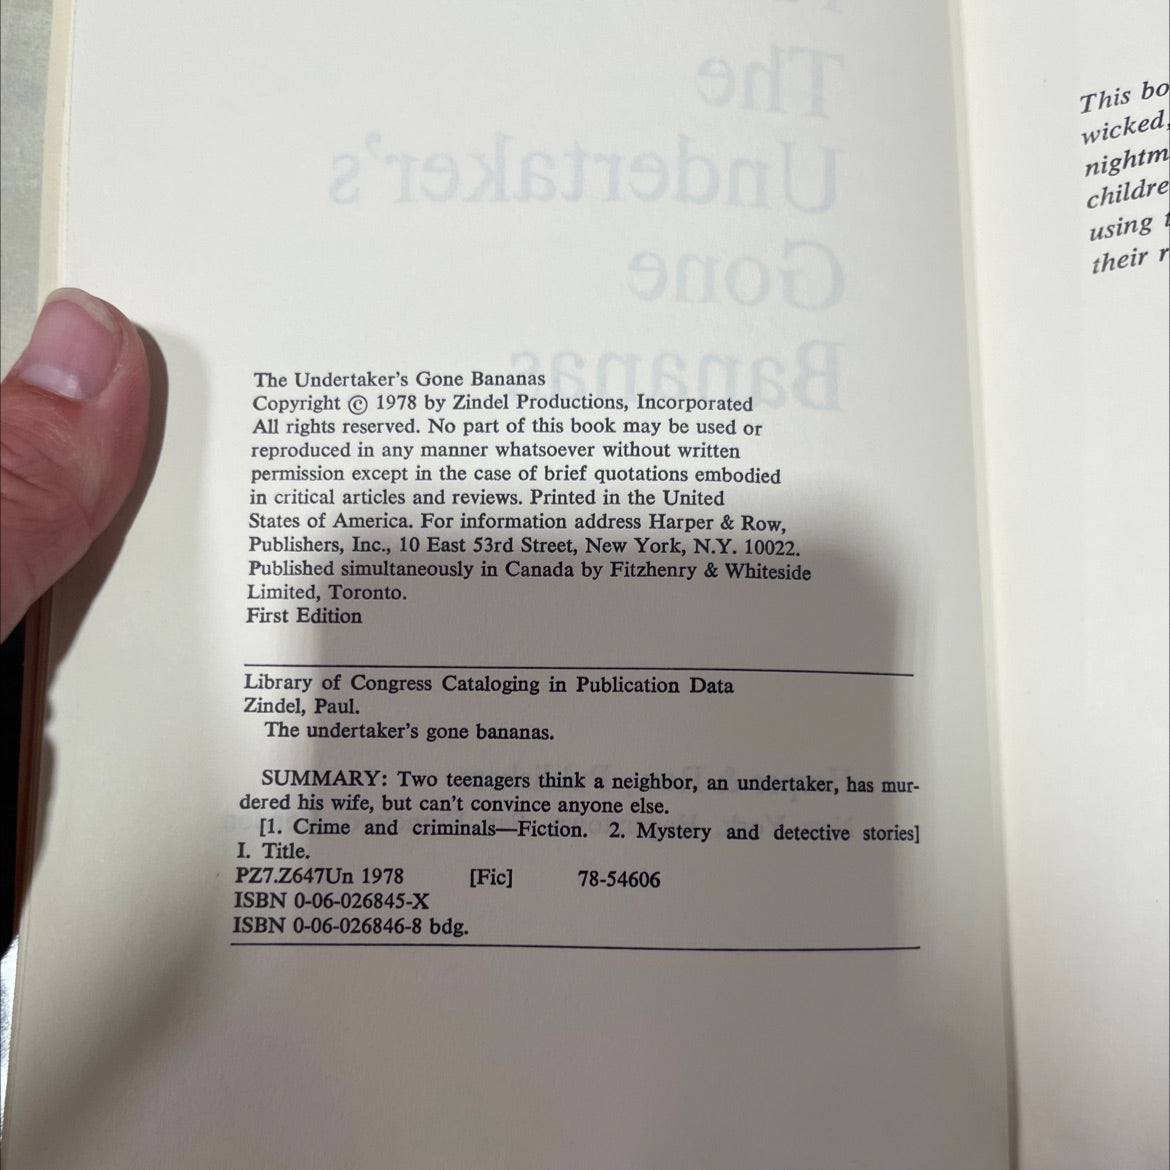 The
Undertaker's
Gone
Bananas
The Undertaker's Gone Bananas
Copyright © 1978 by Zindel Productions, Incorporated
All rights reserved. No part of this book may be used or
reproduced in any manner whatsoever without written
permission except in the case of brief quotations embodied
in critical articles and reviews. Printed in the United
States of America. For information address Harper & Row,
Publishers, Inc., 10 East 53rd Street, New York, N.Y. 10022.
Published simultaneously in Canada by Fitzhenry & Whiteside
Limited, Toronto.
First Edition
Library of Congress Cataloging in Publication Data
Zindel, Paul.
The undertaker's gone bananas.
SUMMARY: Two teenagers think a neighbor, an undertaker, has mur-
dered his wife, but can't convince anyone else.
[1. Crime and criminals—Fiction. 2. Mystery and detective stories]
I. Title.
PZ7.Z647Un 1978 [Fic] 78-54606
ISBN 0-06-026845-X
ISBN 0-06-026846-8 bdg.
This bo
wicked,
nightm
childre
using t
their r